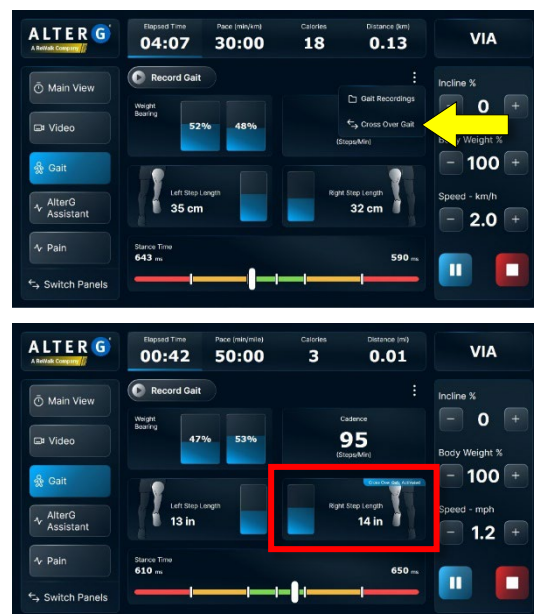 ALTER G
A ReWalk Company
Elapsed Time
04:07
Pace (min/km)
30:00
Calories
18
Distance (km)
0.13
VIA
Main View
Video
Gait
AlterG
Assistant
Pain
Switch Panels
Record Gait
Gait Recordings
Cross Over Gait
Weight
Bearing
52%
48%
(Steps/Min)
Left Step Length
35 cm
Right Step Length
32 cm
Stance Time
643 ms
590 ms
Incline %
0
+
Body Weight %
-
100
+
Speed - km/h
-
2.0
+
ALTER G
A ReWalk Company
Elapsed Time
00:42
Pace (min/mile)
50:00
Calories
3
Distance (mi)
0.01
VIA
Main View
Video
Gait
AlterG
Assistant
Pain
Switch Panels
Record Gait
Weight
Bearing
47%
53%
Cadence
95
(Steps/Min)
Left Step Length
13 in
Cross Over Gait Activated
Right Step Length
14 in
Stance Time
610 ms
650 ms
Incline %
-
0
+
Body Weight %
-
100
+
Speed - mph
-
1.2
+